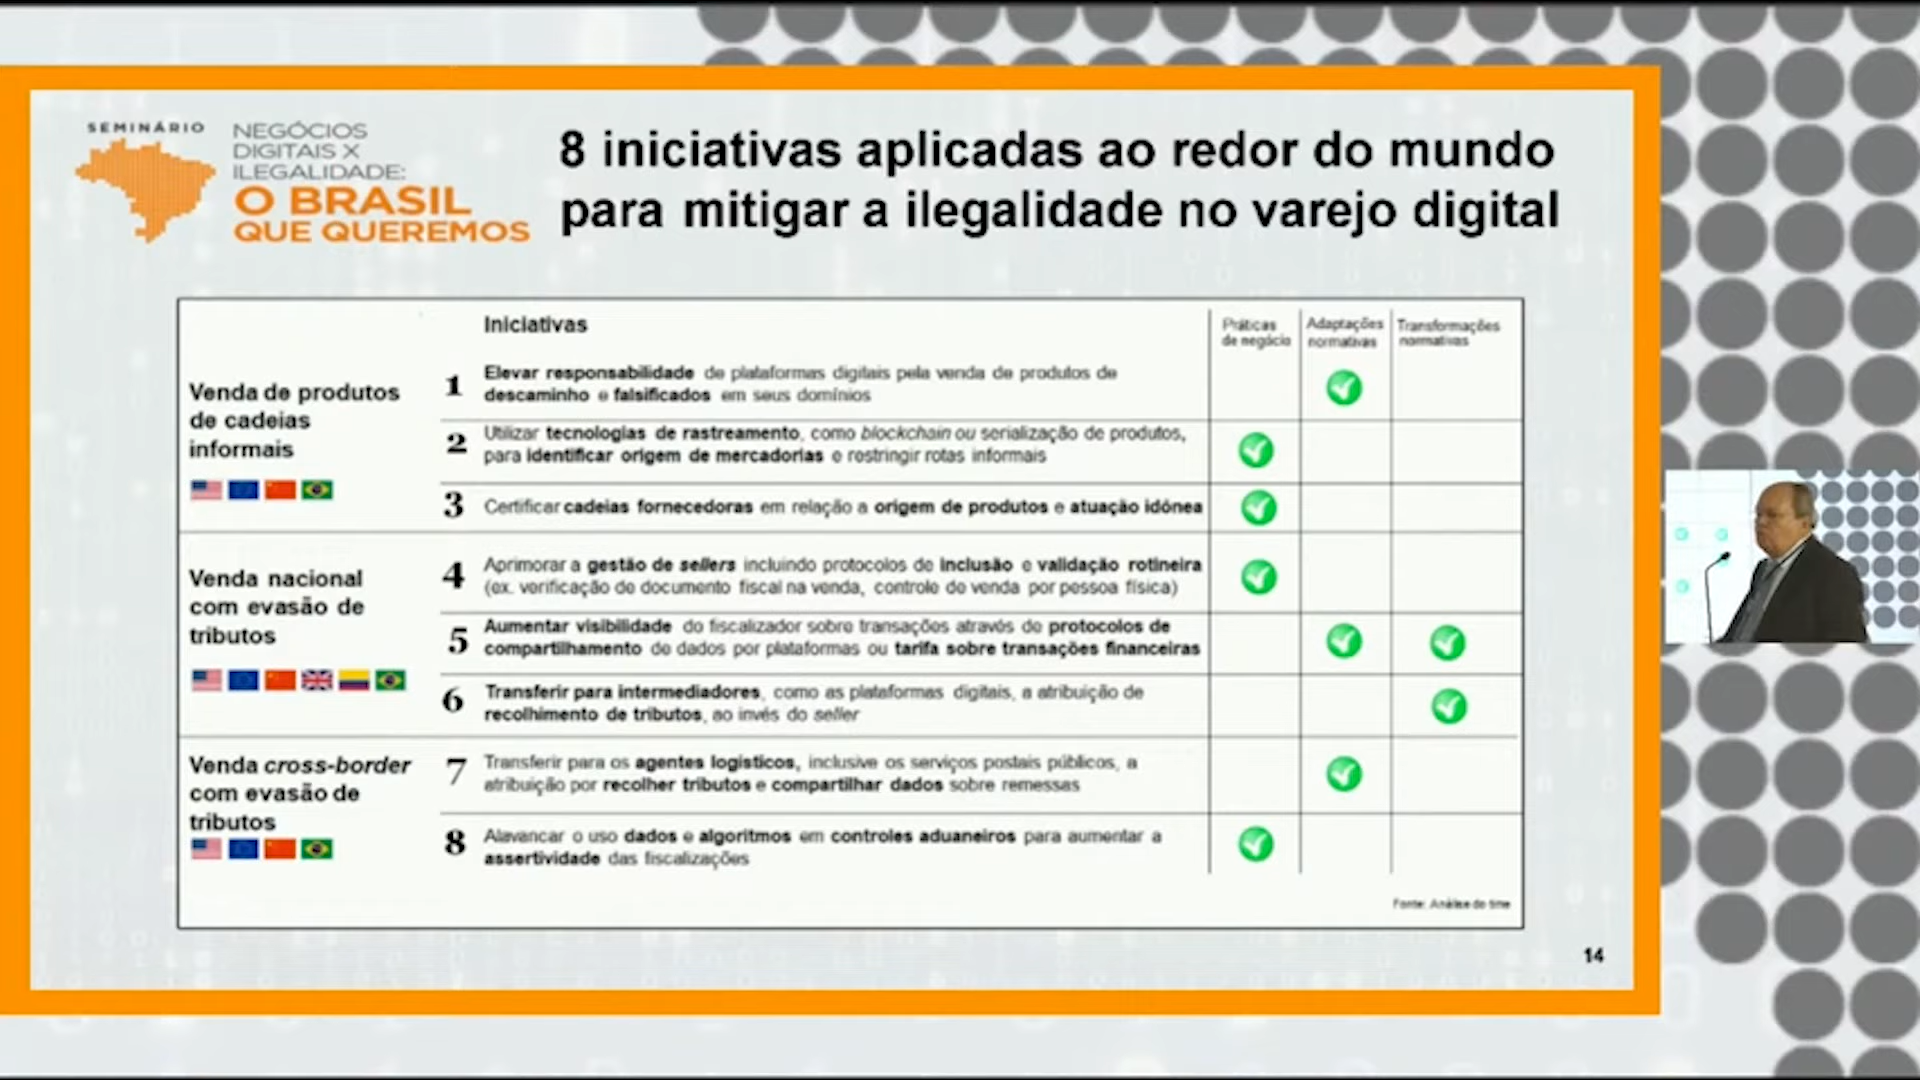 SEMINÁRIO
NEGÓCIOS
DIGITAIS X
ILEGALIDADE:
O BRASIL
QUE QUEREMOS
8 iniciativas aplicadas ao redor do mundo
para mitigar a ilegalidade no varejo digital
Iniciativas
Práticas
de negócio
Adaptações
normativas
Transformações
normativas
Venda de produtos
de cadeias
informais
1
Elevar responsabilidade de plataformas digitais pela venda de produtos de
descaminho e falsificados em seus domínios
2
Utilizar tecnologias de rastreamento, como blockchain ou serialização de produtos,
para identificar origem de mercadorias e restringir rotas informais
3
Certificar cadeias fornecedoras em relação a origem de produtos e atuação idônea
Venda nacional
com evasão de
tributos
4
Aprimorar a gestão de sellers incluindo protocolos de inclusão e validação rotineira
(ex. verificação de documento fiscal na venda, controle de venda por pessoa física)
5
Aumentar visibilidade do fiscalizador sobre transações através de protocolos de
compartilhamento de dados por plataformas ou tarifa sobre transações financeiras
6
Transferir para intermediadores, como as plataformas digitais, a atribuição de
recolhimento de tributos, ao invés do seller
Venda cross-border
com evasão de
tributos
7
Transferir para os agentes logísticos, inclusive os serviços postais públicos, a
atribuição por recolher tributos e compartilhar dados sobre remessas
8
Alavancar o uso dados e algoritmos em controles aduaneiros para aumentar a
assertividade das fiscalizações
Fonte: Análise do time
14